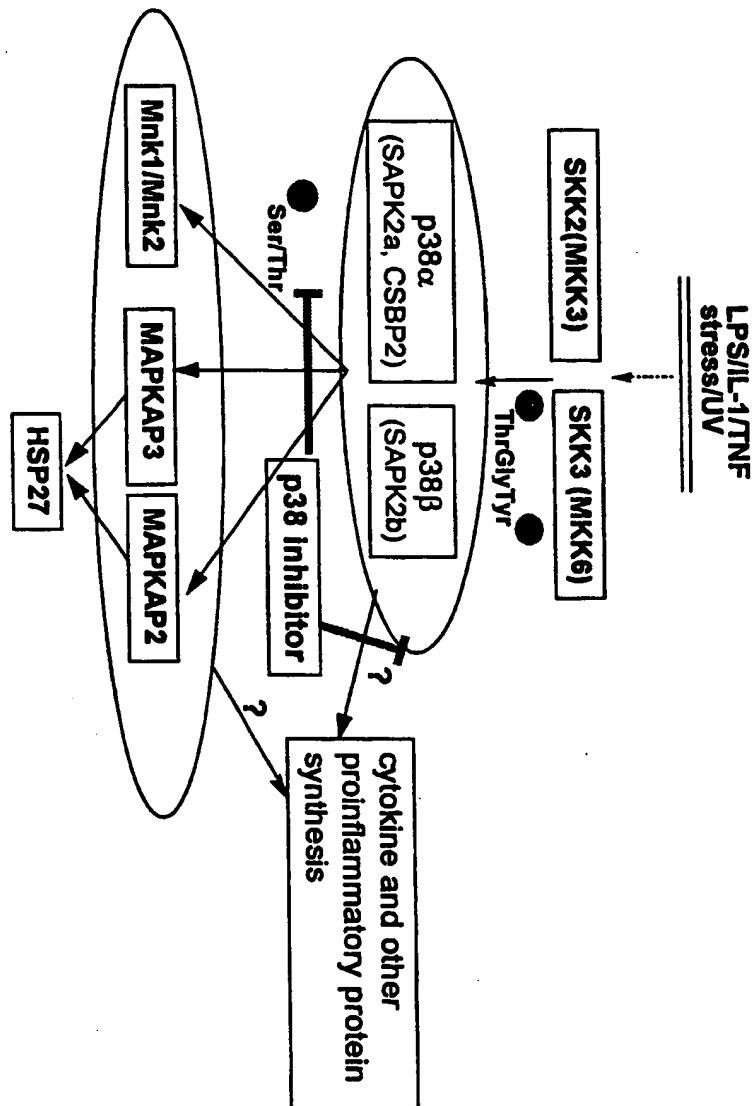 LPS/IL-1/TNF
stress/UV
SKK2(MKK3)
SKK3 (MKK6)
ThrGlyTyr
p38α
(SAPK2a, CSBP2)
p38β
(SAPK2b)
Ser/Thr
p38 inhibitor
?
cytokine and other
proinflammatory protein
synthesis
?
Mnk1/Mnk2
MAPKAP3
MAPKAP2
HSP27